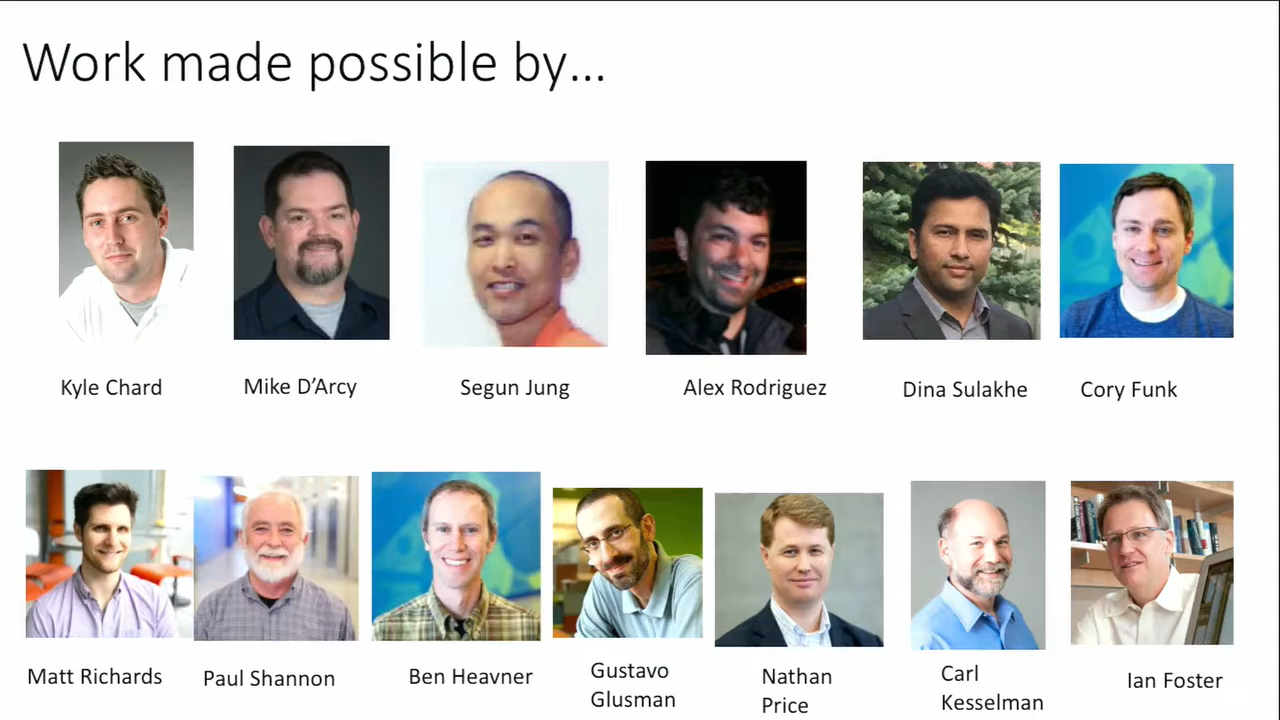 Work made possible by...
Kyle Chard
Mike D’Arcy
Segun Jung
Alex Rodriguez
Dina Sulakhe
Cory Funk
Matt Richards
Paul Shannon
Ben Heavner
Gustavo
Glusman
Nathan
Price
Carl
Kesselman
Ian Foster